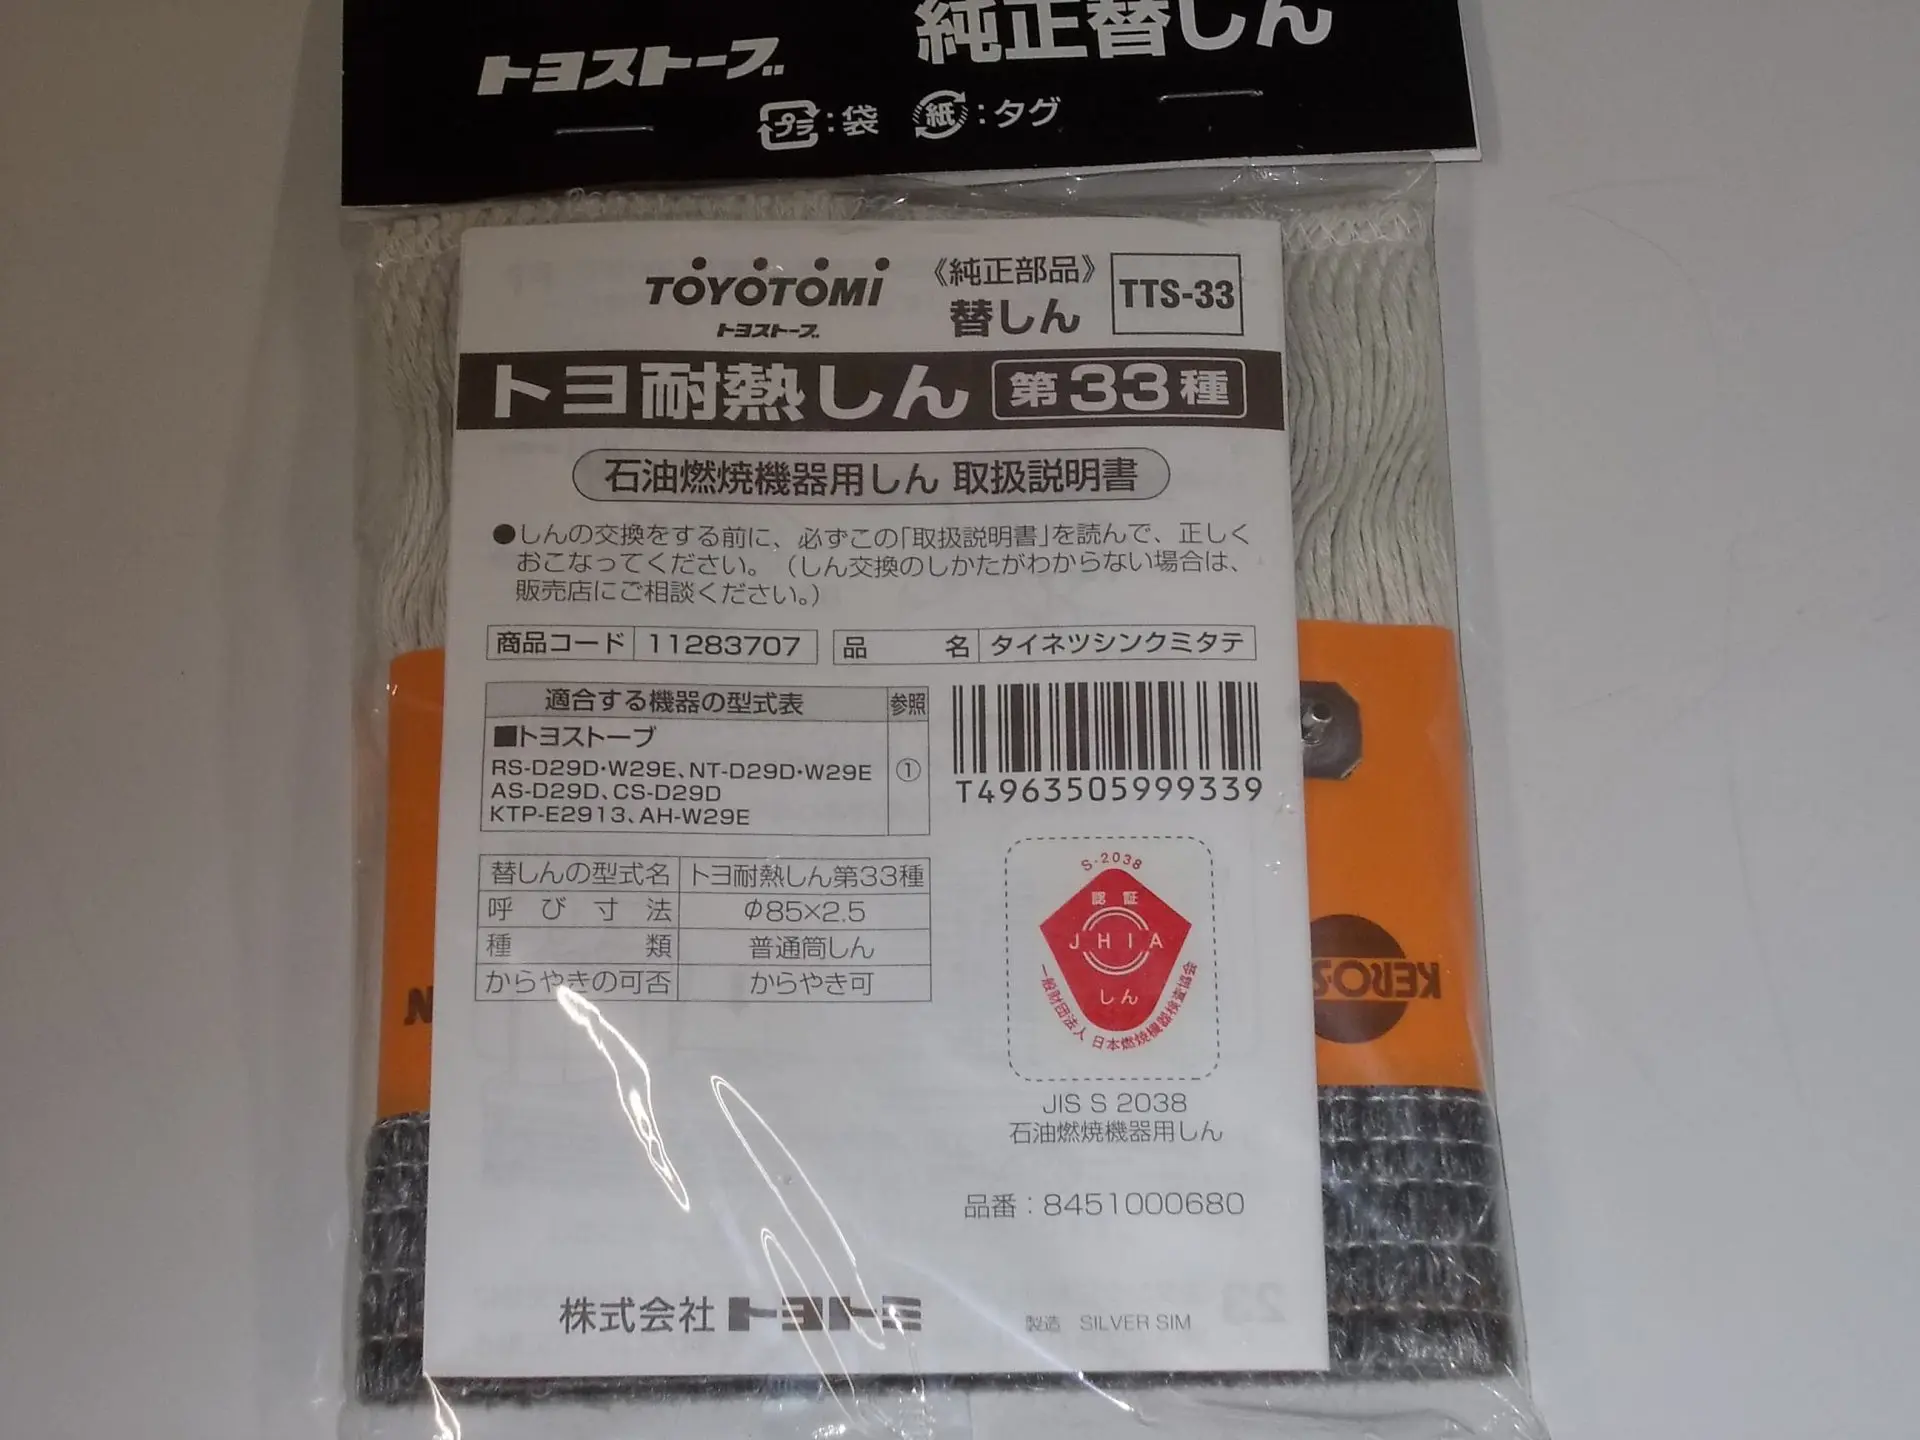 純正替しん
トヨストーブ
プラ:袋 紙:タグ
TOYOTOMI
トヨストーブ
《純正部品》
替しん
TTS-33
トヨ耐熱しん 第33種
石油燃焼機器用しん 取扱説明書
●しんの交換をする前に、必ずこの「取扱説明書」を読んで、正しく
おこなってください。（しん交換のしかたがわからない場合は、
販売店にご相談ください。）
商品コード 11283707 品名 タイネツシンクミタテ
適合する機器の型式表 参照
■トヨストーブ
RS-D29D・W29E、NT-D29D・W29E ①
AS-D29D、CS-D29D
KTP-E2913、AH-W29E
T4963505999339
替しんの型式名 トヨ耐熱しん第33種
呼び寸法 Φ85×2.5
種類 普通筒しん
からやきの可否 からやき可
S-2038
認証
JHIA
しん
一般財団法人 日本燃焼機器検査協会
JIS S 2038
石油燃焼機器用しん
品番：8451000680
株式会社トヨトミ
製造 SILVER SIM
KERO-S
N